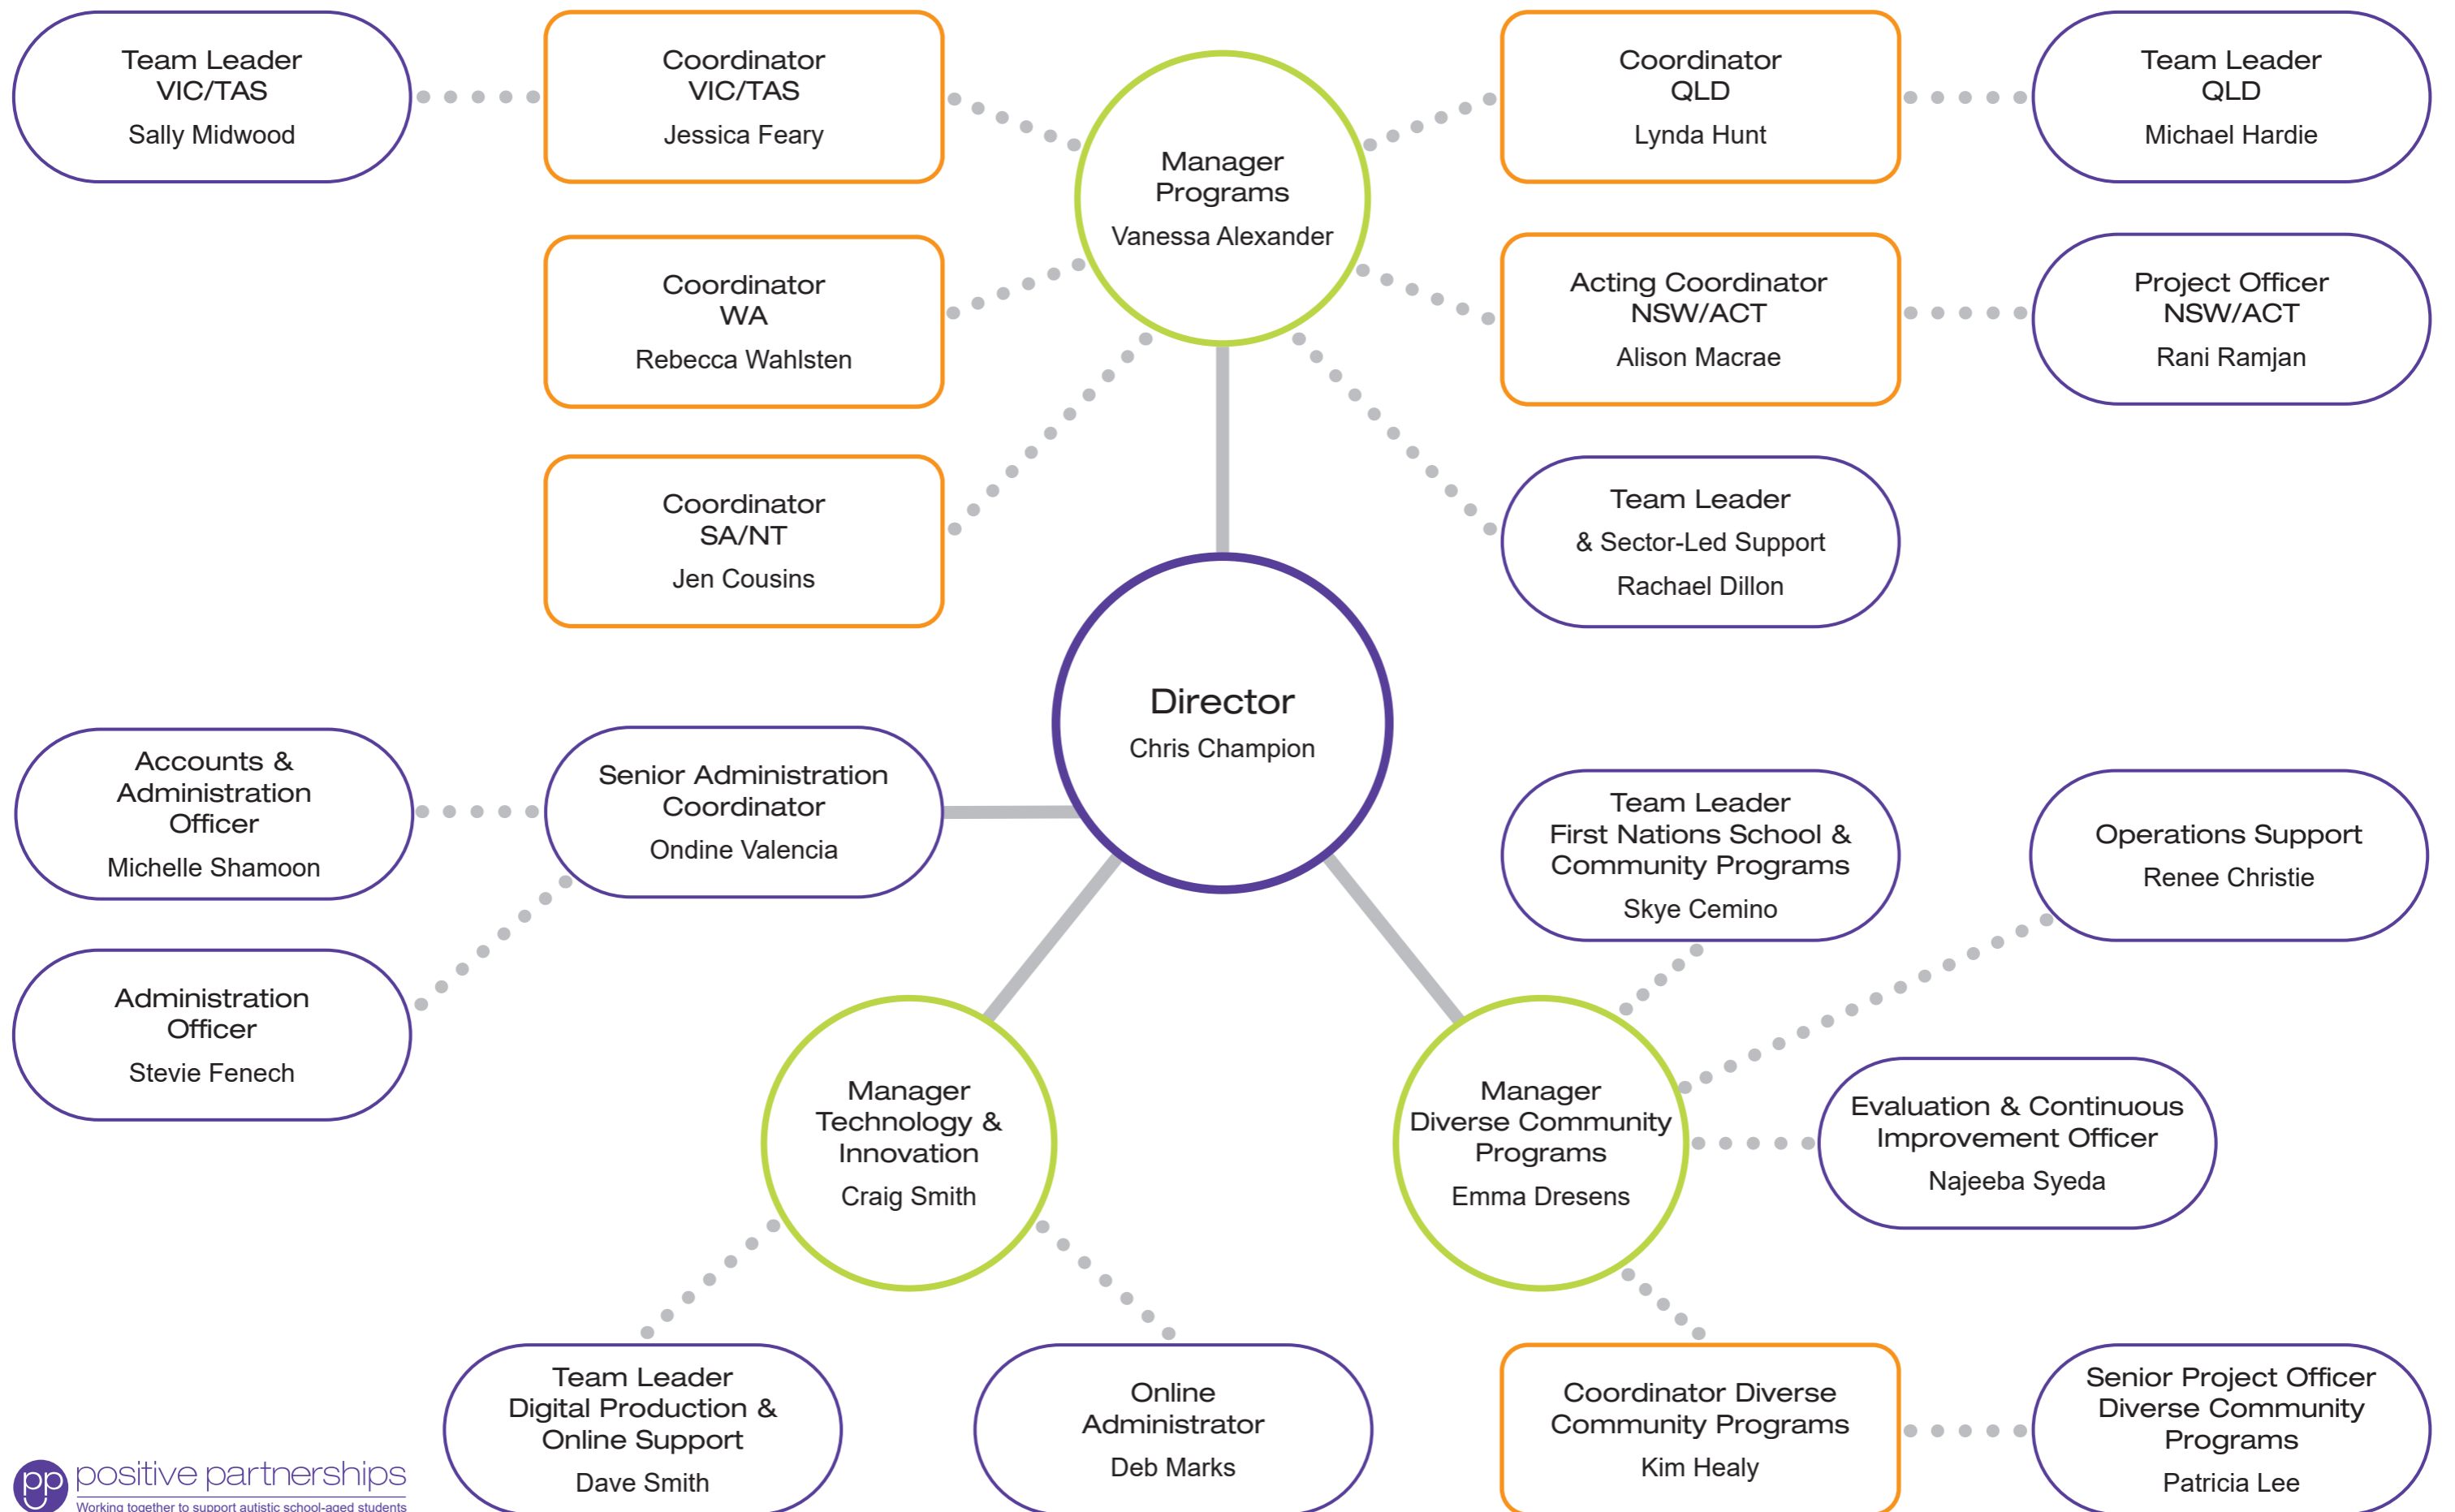 Team Leader
VIC/TAS
Sally Midwood
Coordinator
VIC/TAS
Jessica Feary
Manager
Programs
Vanessa Alexander
Coordinator
QLD
Lynda Hunt
Team Leader
QLD
Michael Hardie
Coordinator
WA
Rebecca Wahlsten
Acting Coordinator
NSW/ACT
Alison Macrae
Project Officer
NSW/ACT
Rani Ramjan
Coordinator
SA/NT
Jen Cousins
Team Leader
& Sector-Led Support
Rachael Dillon
Director
Chris Champion
Accounts &
Administration
Officer
Michelle Shamoon
Senior Administration
Coordinator
Ondine Valencia
Team Leader
First Nations School &
Community Programs
Skye Cemino
Operations Support
Renee Christie
Administration
Officer
Stevie Fenech
Manager
Technology &
Innovation
Craig Smith
Manager
Diverse Community
Programs
Emma Dresens
Evaluation & Continuous
Improvement Officer
Najeeba Syeda
Team Leader
Digital Production &
Online Support
Dave Smith
Online
Administrator
Deb Marks
Coordinator Diverse
Community Programs
Kim Healy
Senior Project Officer
Diverse Community
Programs
Patricia Lee
pp
positive partnerships
Working together to support autistic school-aged students